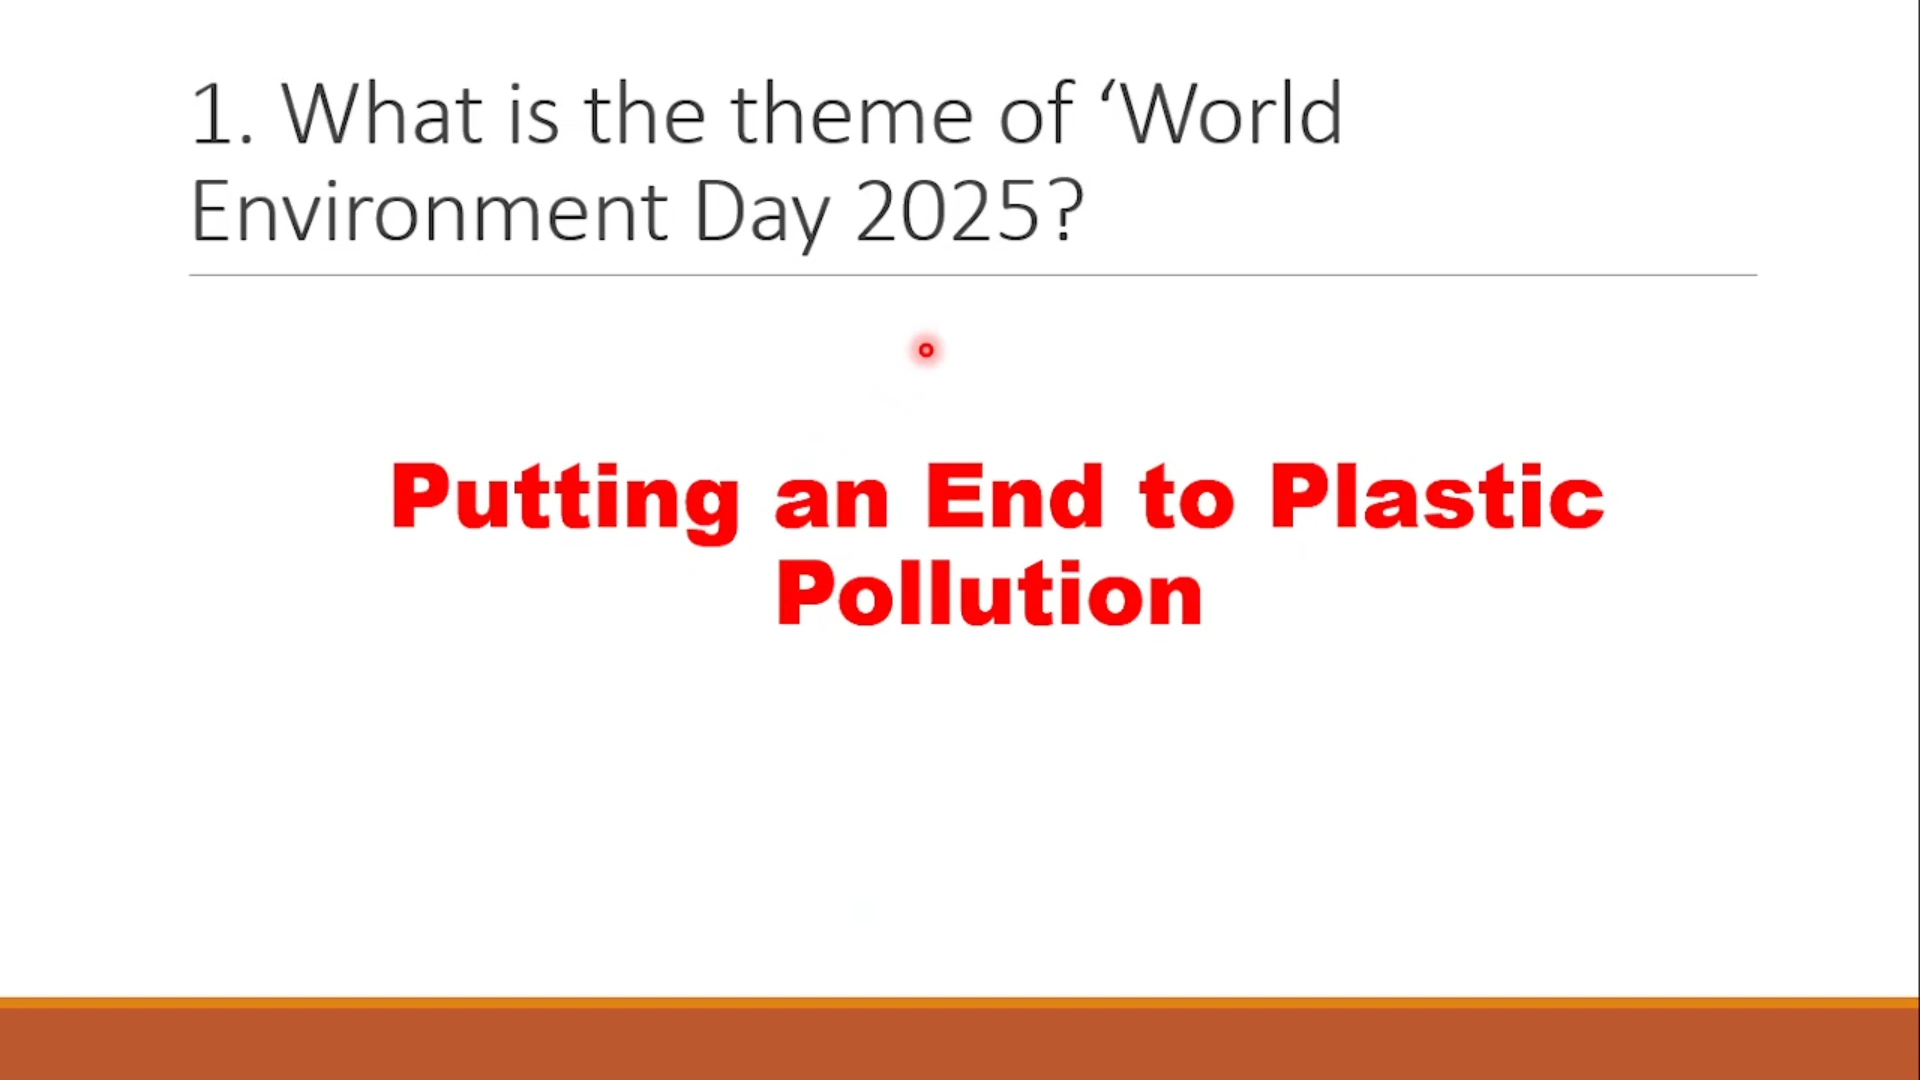 1. What is the theme of ‘World
Environment Day 2025?
Putting an End to Plastic
Pollution